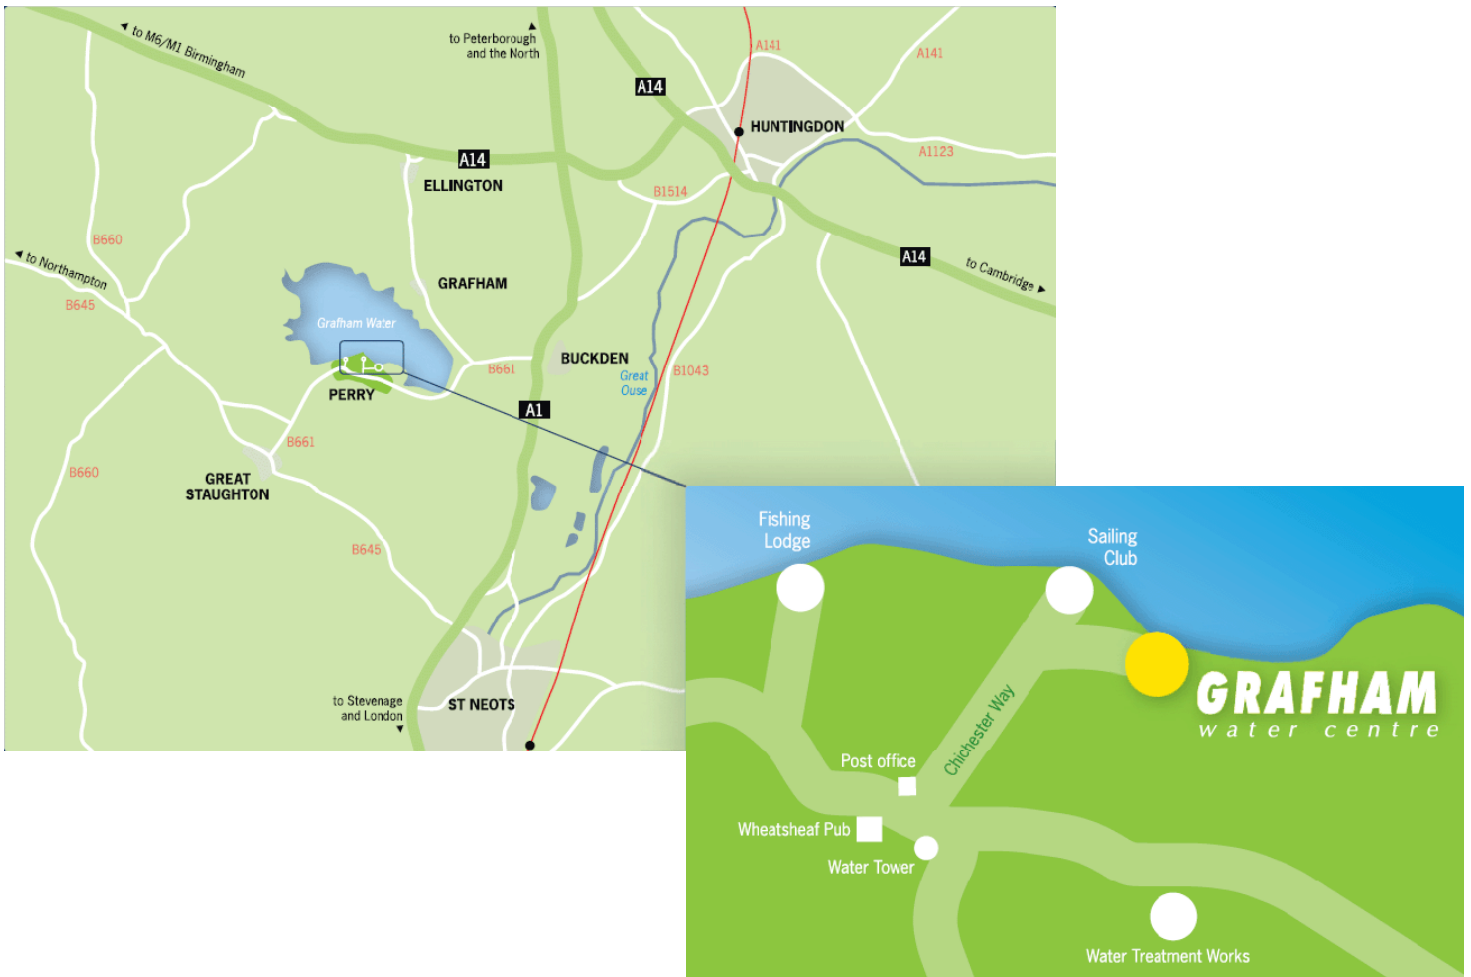 to M6/M1 Birmingham
to Peterborough
and the North
A141
A141
A14
HUNTINGDON
A1123
A14
ELLINGTON
B1514
B660
to Northampton
A14
to Cambridge
GRAFHAM
B645
Grafham Water
BUCKDEN
B661
Great
Ouse
B1043
PERRY
A1
B661
B660
GREAT
STAUGHTON
B645
to Stevenage
and London
ST NEOTS
Fishing
Lodge
Sailing
Club
GRAFHAM
water centre
Chichester Way
Post office
Wheatsheaf Pub
Water Tower
Water Treatment Works